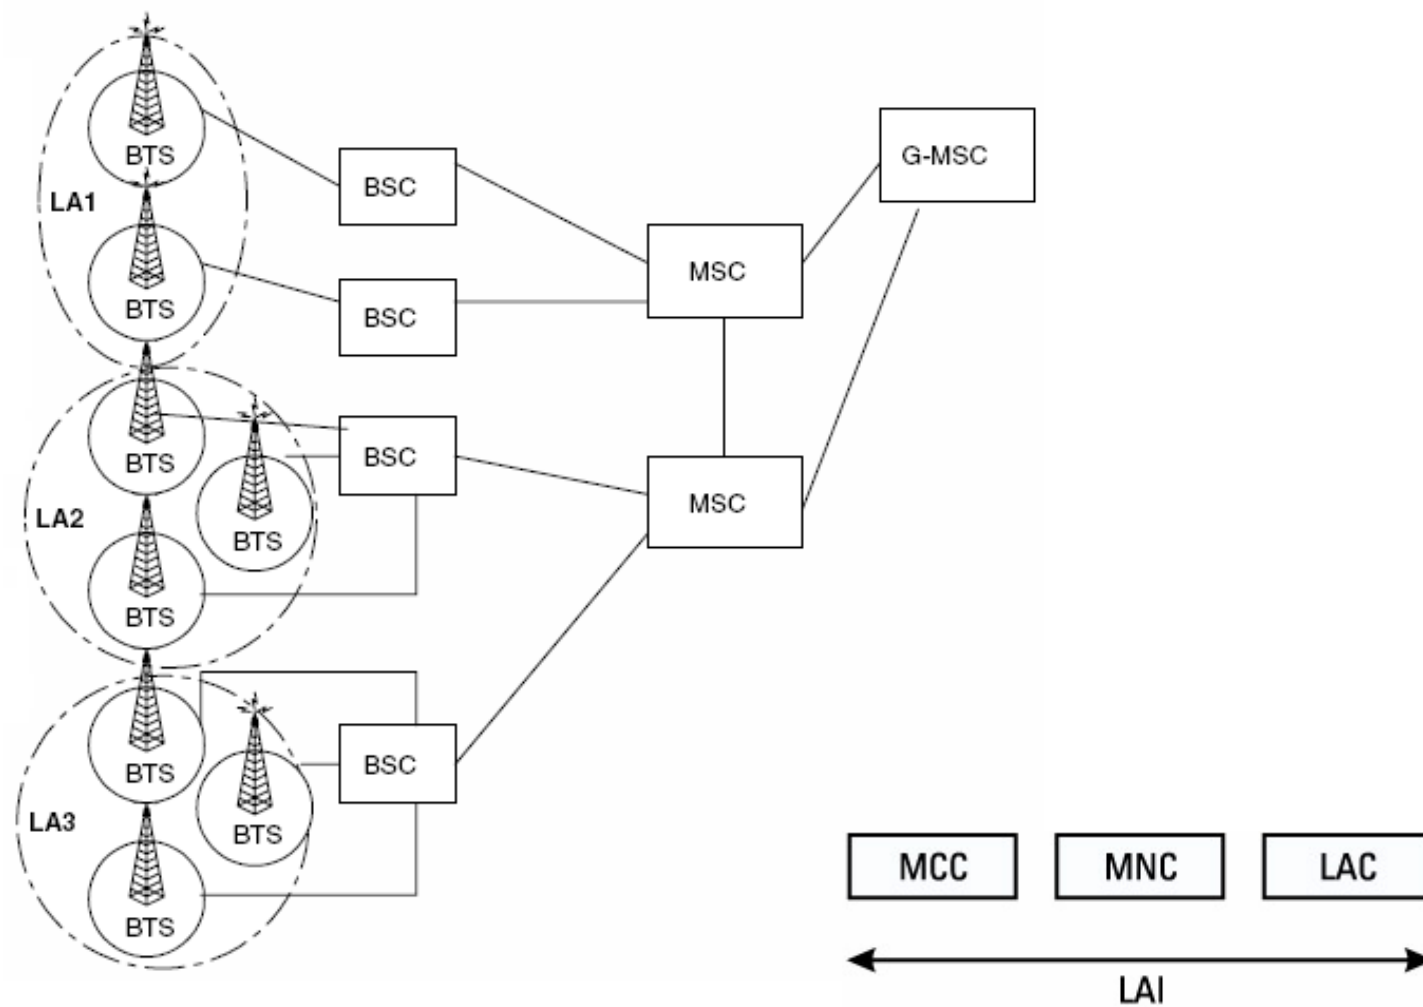 BTS
LA1
BTS
BSC
BSC
MSC
G-MSC
BTS
LA2
BTS
BTS
BSC
MSC
BTS
LA3
BTS
BTS
BSC
MCC MNC LAC
LAI